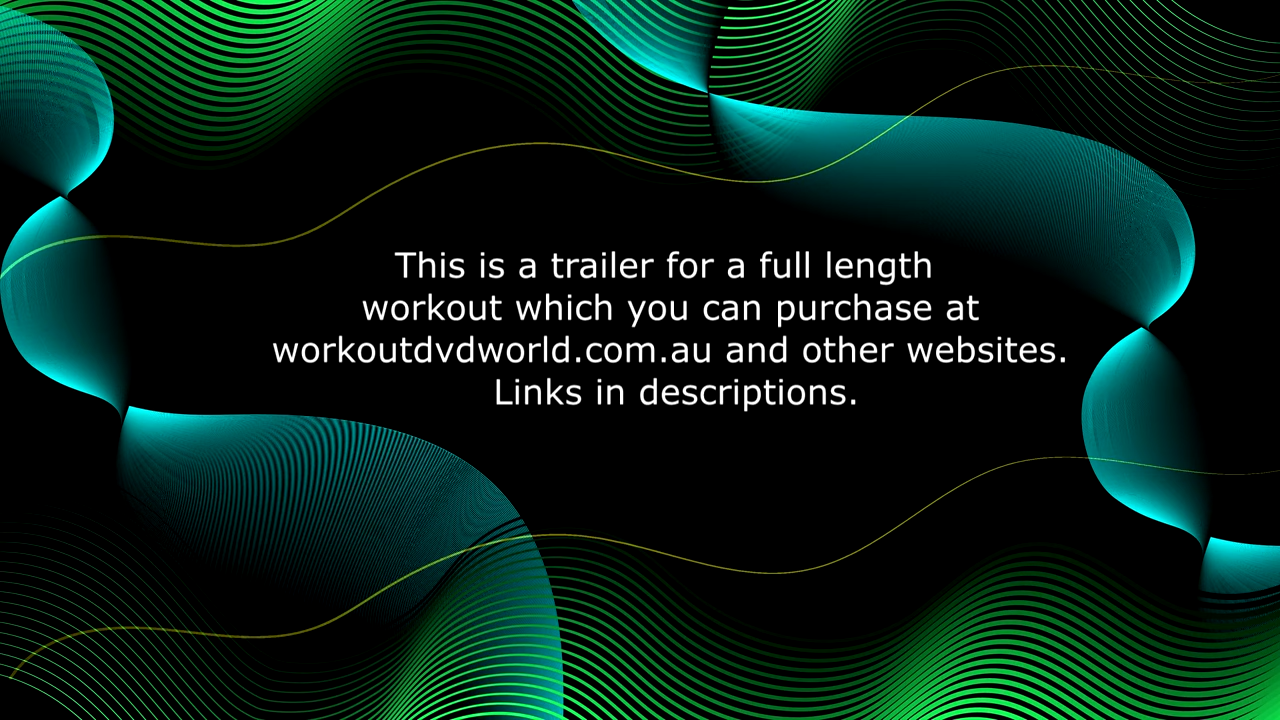 This is a trailer for a full length
workout which you can purchase at
workoutdvdworld.com.au and other websites.
Links in descriptions.